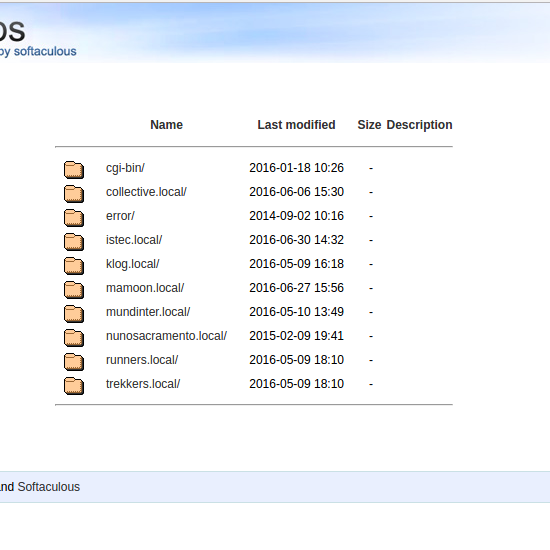 OS
by softaculous
Name Last modified Size Description
cgi-bin/ 2016-01-18 10:26 -
collective.local/ 2016-06-06 15:30 -
error/ 2014-09-02 10:16 -
istec.local/ 2016-06-30 14:32 -
klog.local/ 2016-05-09 16:18 -
mamoon.local/ 2016-06-27 15:56 -
mundinter.local/ 2016-05-10 13:49 -
nunosacramento.local/ 2015-02-09 19:41 -
runners.local/ 2016-05-09 18:10 -
trekkers.local/ 2016-05-09 18:10 -
and Softaculous